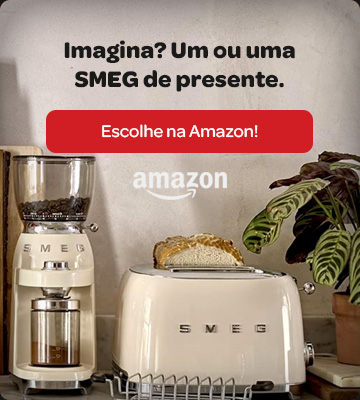 Imagina? Um ou uma
SMEG de presente.
Escolhe na Amazon!
amazon
SMEG
SMEG